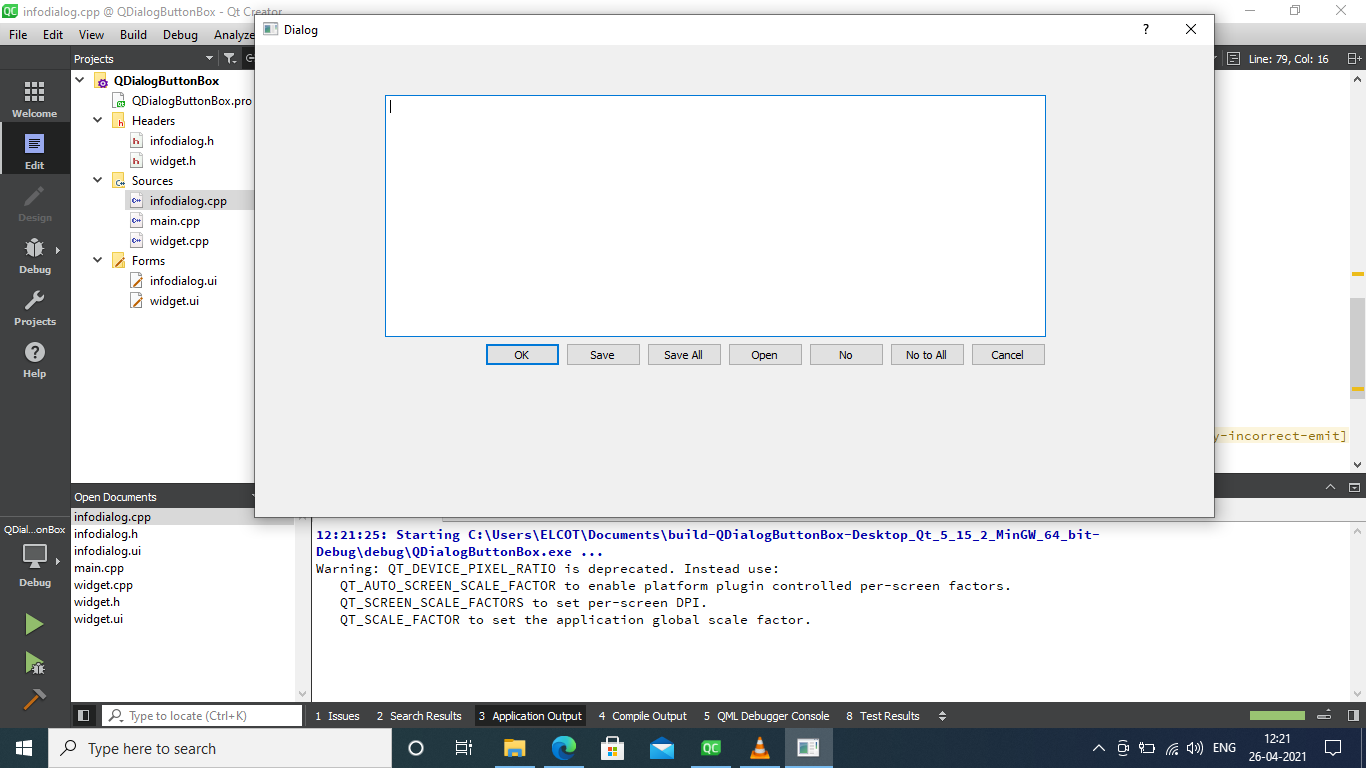 infodialog.cpp @ QDialogButtonBox - Qt Creator
File Edit View Build Debug Analyze
Dialog
?
Projects
Line: 79, Col: 16
QDialogButtonBox
QDialogButtonBox.pro
Headers
infodialog.h
widget.h
Sources
infodialog.cpp
main.cpp
widget.cpp
Forms
infodialog.ui
widget.ui
Welcome
Edit
Design
Debug
Projects
Help
OK Save Save All Open No No to All Cancel
y-incorrect-emit]
Open Documents
infodialog.cpp
infodialog.h
infodialog.ui
main.cpp
widget.cpp
widget.h
widget.ui
QDial...onBox
Debug
12:21:25: Starting C:\Users\ELCOT\Documents\build-QDialogButtonBox-Desktop_Qt_5_15_2_MinGW_64_bit-
Debug\debug\QDialogButtonBox.exe ...
Warning: QT_DEVICE_PIXEL_RATIO is deprecated. Instead use:
QT_AUTO_SCREEN_SCALE_FACTOR to enable platform plugin controlled per-screen factors.
QT_SCREEN_SCALE_FACTORS to set per-screen DPI.
QT_SCALE_FACTOR to set the application global scale factor.
Type to locate (Ctrl+K)
1 Issues 2 Search Results 3 Application Output 4 Compile Output 5 QML Debugger Console 8 Test Results
Type here to search
ENG
12:21
26-04-2021